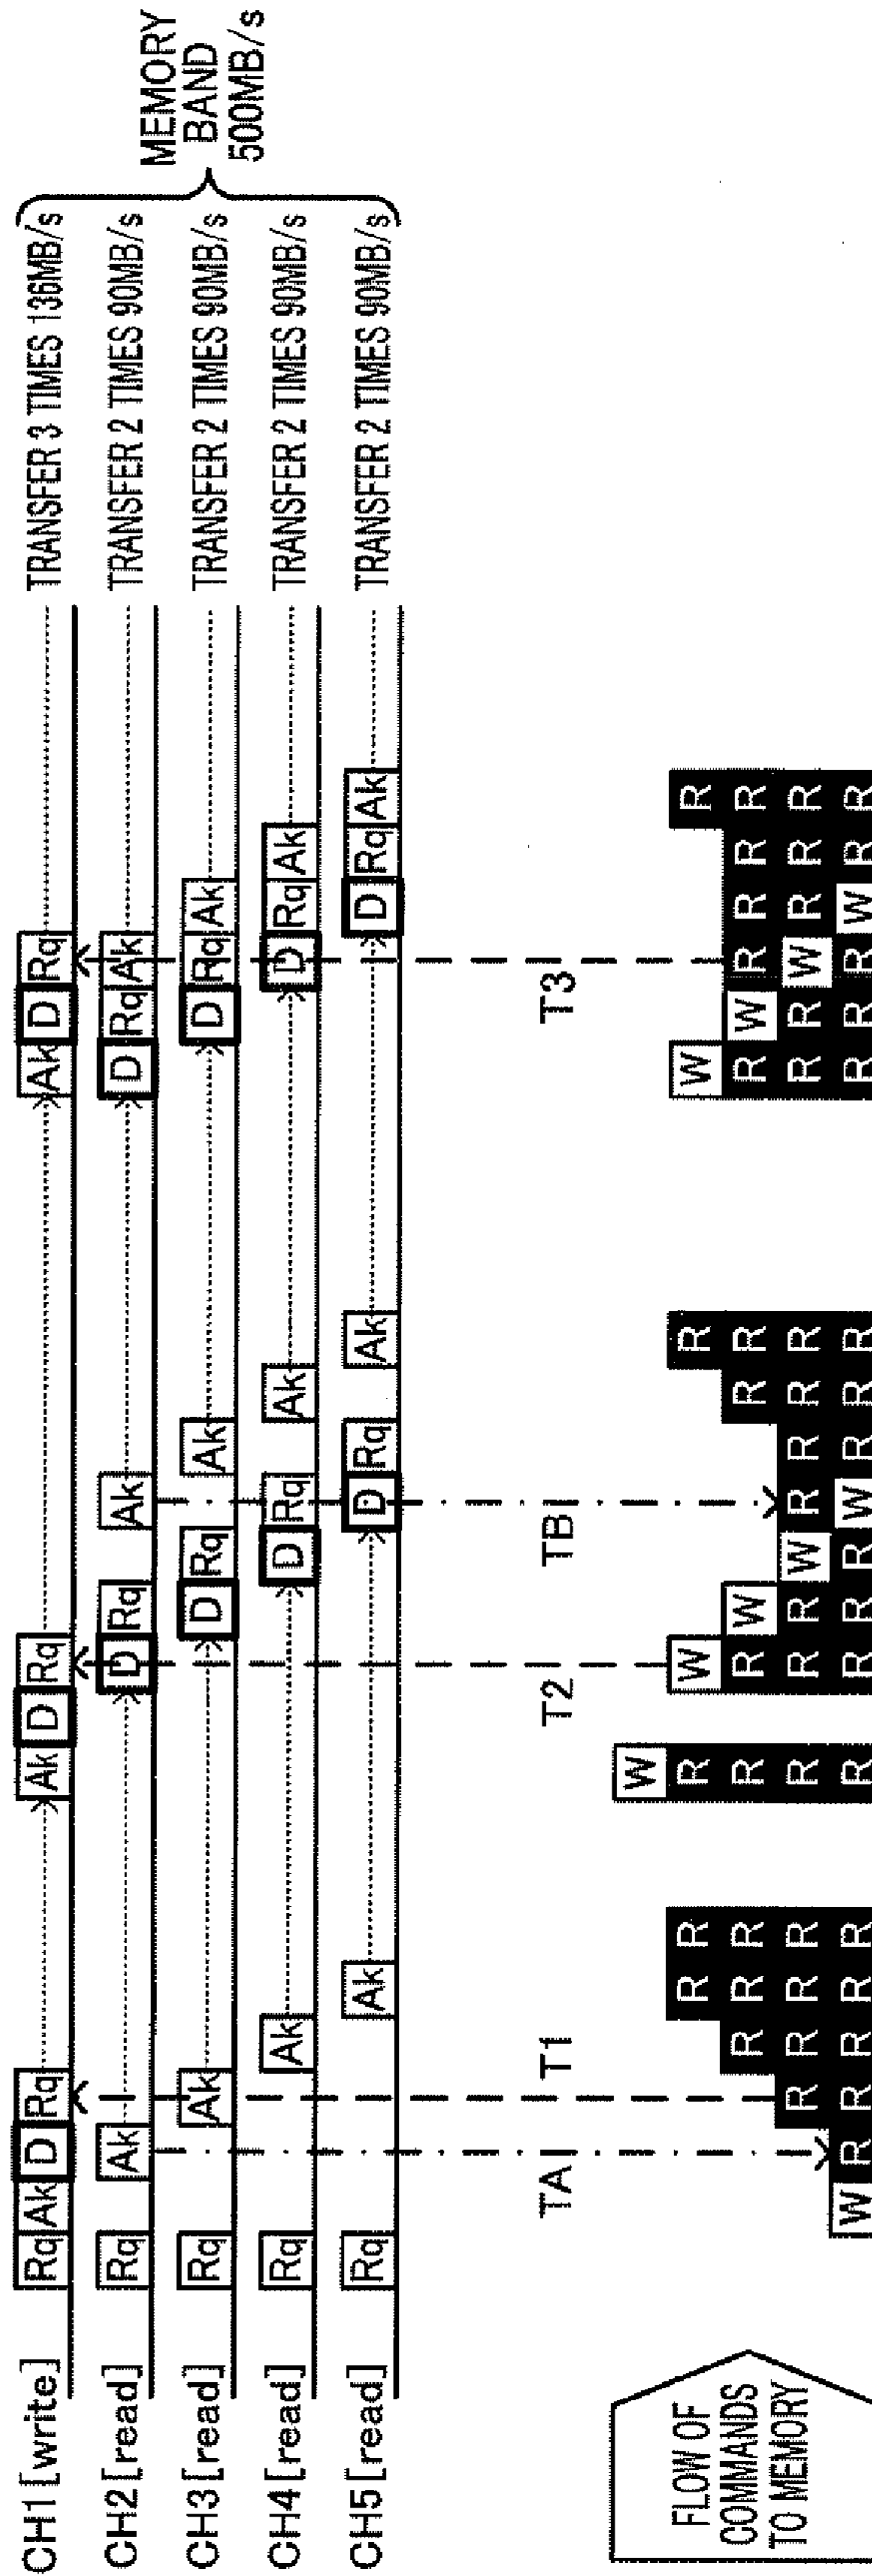 CH1[write] Rq Ak D Rq Ak D Rq Ak D Rq TRANSFER 3 TIMES 136MB/s
CH2[read] Rq Ak D Rq Ak D Rq Ak TRANSFER 2 TIMES 90MB/s
CH3[read] Rq Ak D Rq Ak D Rq Ak TRANSFER 2 TIMES 90MB/s
CH4[read] Rq Ak D Rq Ak D Rq Ak TRANSFER 2 TIMES 90MB/s
CH5[read] Rq Ak D Rq Ak D Rq Ak TRANSFER 2 TIMES 90MB/s
MEMORY
BAND
500MB/s
TA T1 T2 TB T3
FLOW OF
COMMANDS
TO MEMORY
W
R R R W R W R
R R R R R W R R R W R R R R
R R R R R R R W R R R R R R W R R R
W R R R R R R R R R W R R R R R R W R R